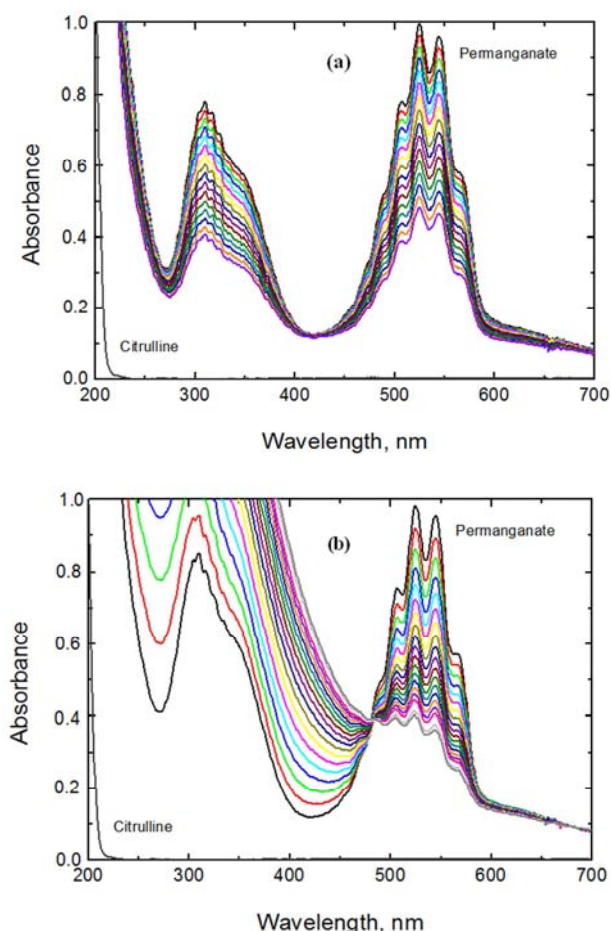 1.0
(a)
Permanganate
0.8
0.6
0.4
0.2
Citrulline
0.0
200 300 400 500 600 700
Absorbance
Wavelength, nm
1.0
(b)
Permanganate
0.8
0.6
0.4
0.2
Citrulline
0.0
200 300 400 500 600 700
Absorbance
Wavelength, nm